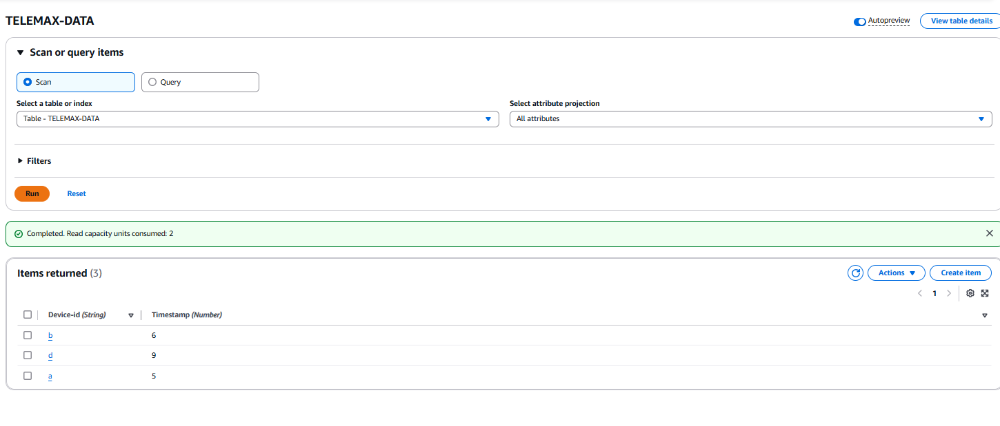 TELEMAX-DATA
Autopreview
View table details
Scan or query items
Scan
Query
Select a table or index
Select attribute projection
Table - TELEMAX-DATA
All attributes
Filters
Run
Reset
Completed. Read capacity units consumed: 2
Items returned (3)
Actions
Create item
1
Device-id (String)
Timestamp (Number)
b 6
d 9
a 5